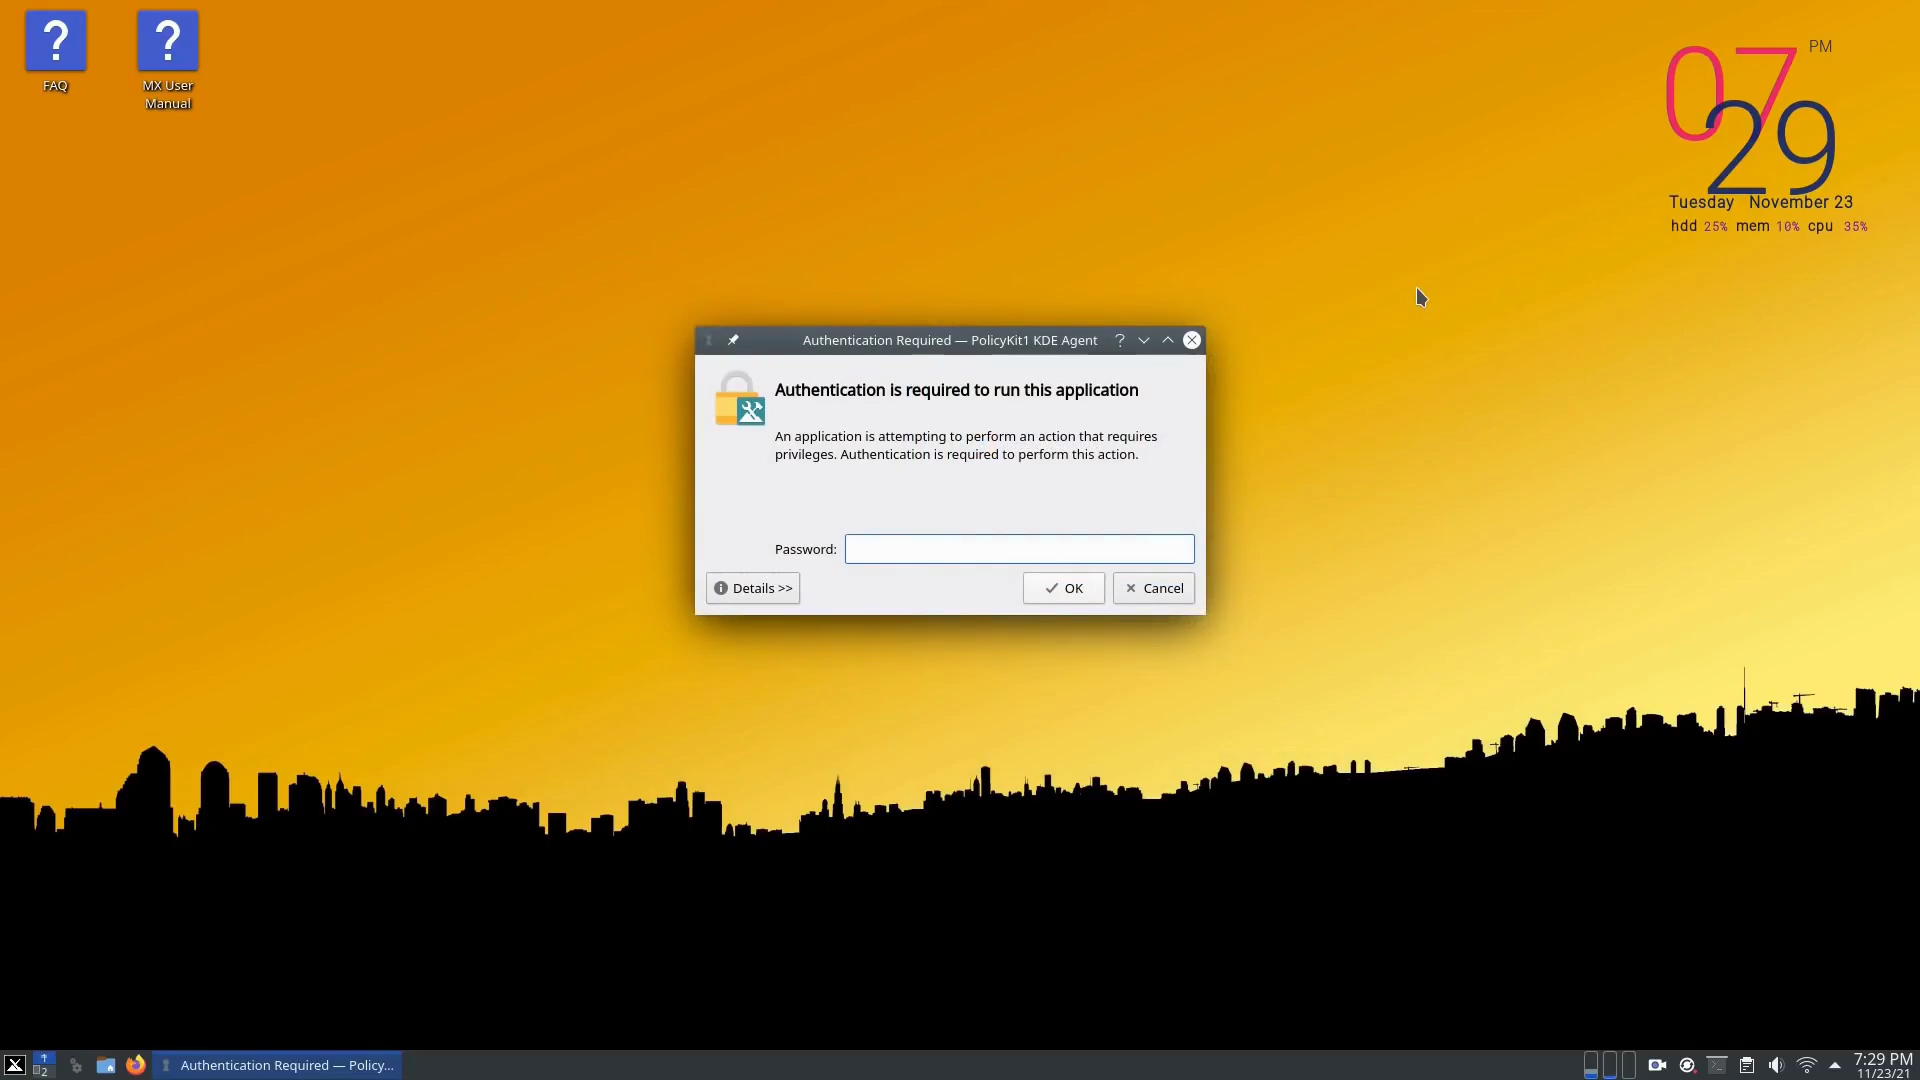 FAQ
MX User
Manual
07
PM
29
Tuesday November 23
hdd 25% mem 10% cpu 35%
Authentication Required — PolicyKit1 KDE Agent
Authentication is required to run this application
An application is attempting to perform an action that requires
privileges. Authentication is required to perform this action.
Password:
Details >>
OK
Cancel
2
Authentication Required — Policy...
7:29 PM
11/23/21